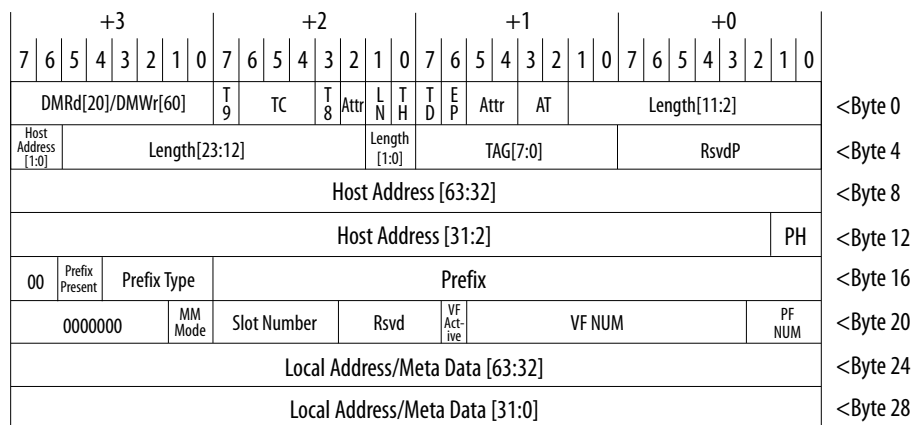 +3 +2 +1 +0
7 6 5 4 3 2 1 0 7 6 5 4 3 2 1 0 7 6 5 4 3 2 1 0 7 6 5 4 3 2 1 0
DMRd[20]/DMWr[60] T9 TC T8 Attr LN TH TD EP Attr AT Length[11:2] <Byte 0
Host Address [1:0] Length[23:12] Length [1:0] TAG[7:0] RsvdP <Byte 4
Host Address [63:32] <Byte 8
Host Address [31:2] PH <Byte 12
00 Prefix Present Prefix Type Prefix <Byte 16
0000000 MM Mode Slot Number Rsvd VF Act-ive VF NUM PF NUM <Byte 20
Local Address/Meta Data [63:32] <Byte 24
Local Address/Meta Data [31:0] <Byte 28